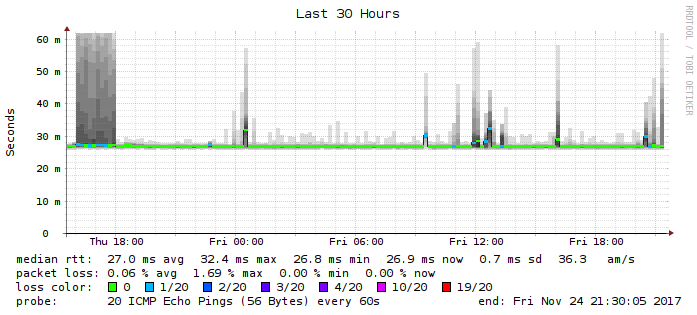 Last 30 Hours
RRDTOOL / TOBI OETIKER
Seconds
60 m
50 m
40 m
30 m
20 m
10 m
0
Thu 18:00 Fri 00:00 Fri 06:00 Fri 12:00 Fri 18:00
median rtt: 27.0 ms avg 32.4 ms max 26.8 ms min 26.9 ms now 0.7 ms sd 36.3 am/s
packet loss: 0.06 % avg 1.69 % max 0.00 % min 0.00 % now
loss color: 0 1/20 2/20 3/20 4/20 10/20 19/20
probe: 20 ICMP Echo Pings (56 Bytes) every 60s end: Fri Nov 24 21:30:05 2017